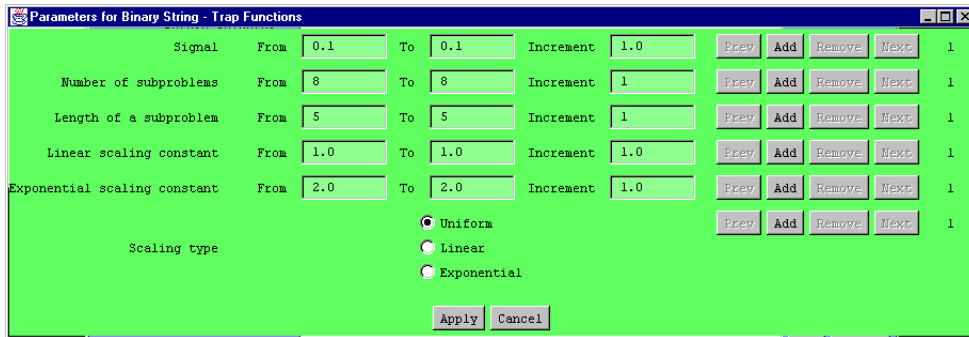 Parameters for Binary String - Trap Functions
Signal From 0.1 To 0.1 Increment 1.0 Prev Add Remove Next 1
Number of subproblems From 8 To 8 Increment 1 Prev Add Remove Next 1
Length of a subproblem From 5 To 5 Increment 1 Prev Add Remove Next 1
Linear scaling constant From 1.0 To 1.0 Increment 1.0 Prev Add Remove Next 1
Exponential scaling constant From 2.0 To 2.0 Increment 1.0 Prev Add Remove Next 1
Uniform Prev Add Remove Next 1
Scaling type Linear
Exponential
Apply Cancel